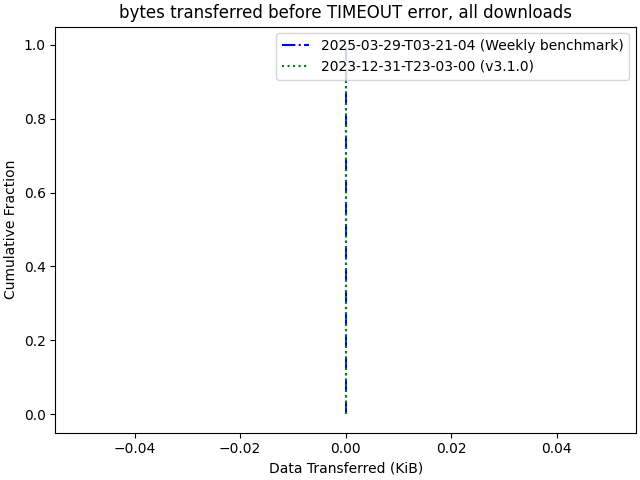 bytes transferred before TIMEOUT error, all downloads
2025-03-29-T03-21-04 (Weekly benchmark)
2023-12-31-T23-03-00 (v3.1.0)
Cumulative Fraction
1.0
0.8
0.6
0.4
0.2
0.0
−0.04 −0.02 0.00 0.02 0.04
Data Transferred (KiB)